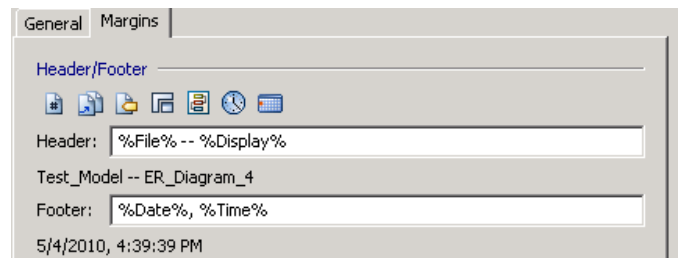 General Margins
Header/Footer
Header: %File% -- %Display%
Test_Model -- ER_Diagram_4
Footer: %Date%, %Time%
5/4/2010, 4:39:39 PM